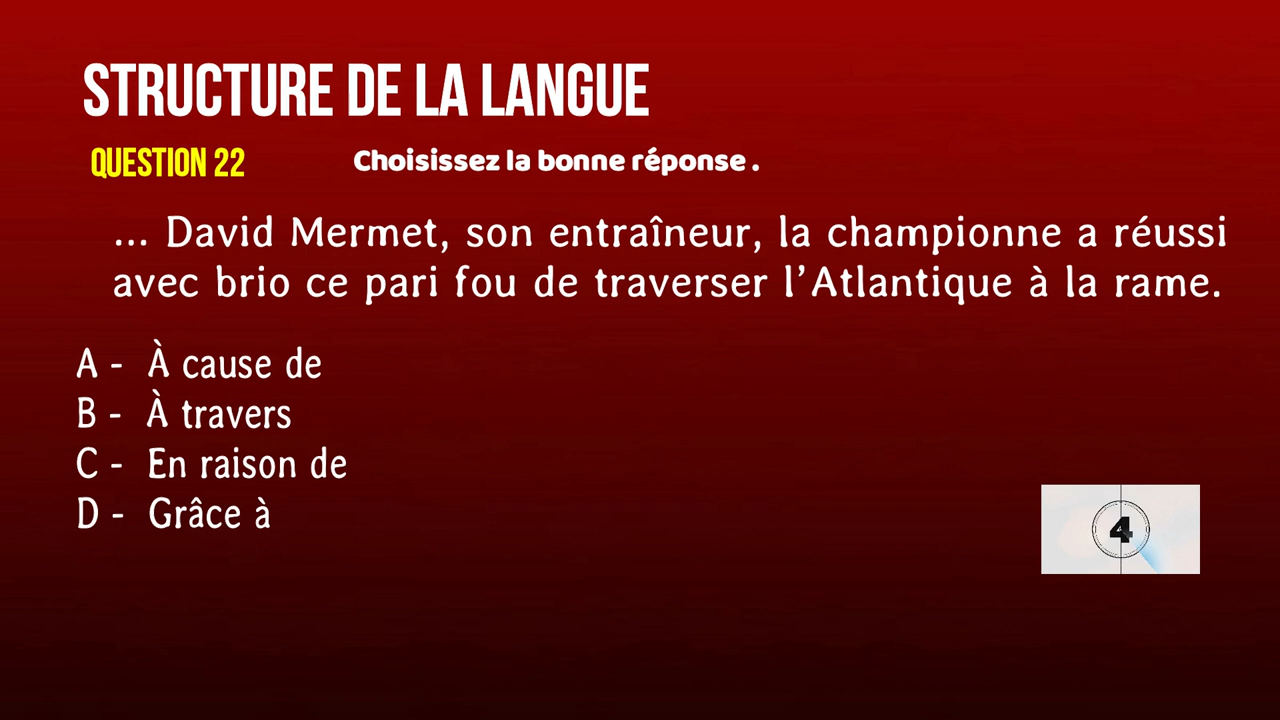 STRUCTURE DE LA LANGUE
QUESTION 22
Choisissez la bonne réponse .
... David Mermet, son entraîneur, la championne a réussi
avec brio ce pari fou de traverser l'Atlantique à la rame.
A - À cause de
B - À travers
C - En raison de
D - Grâce à
4